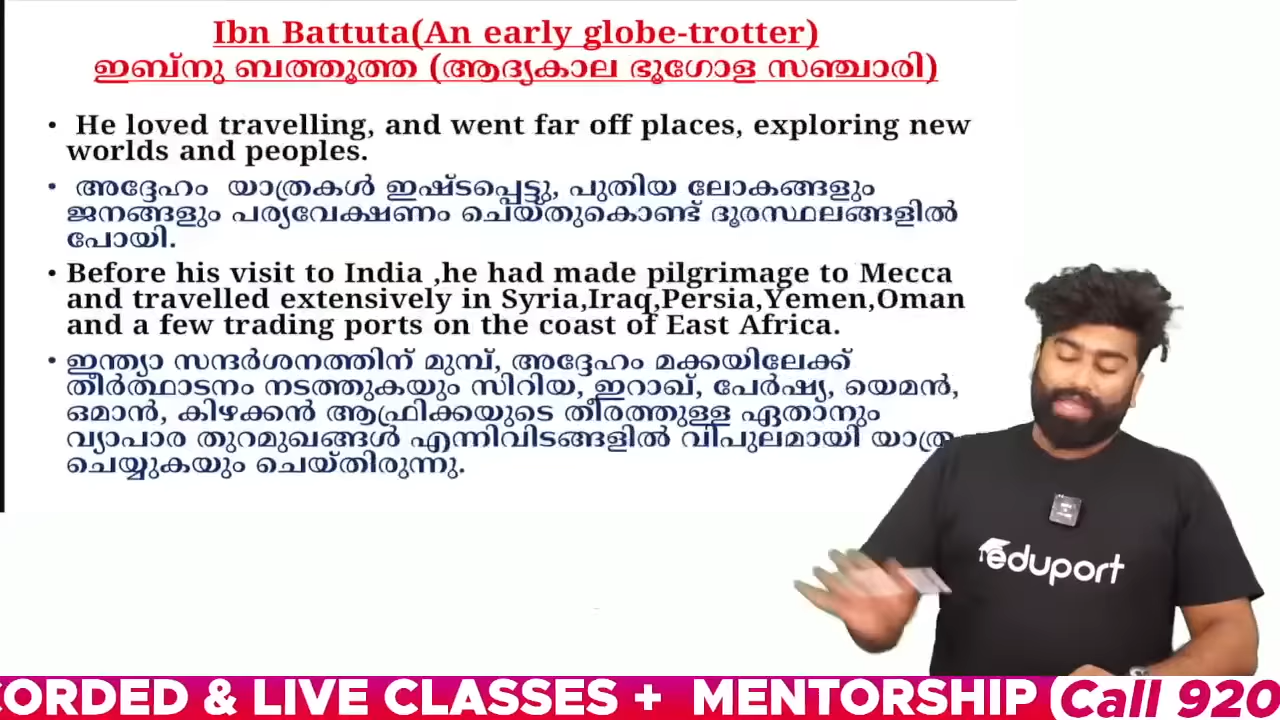 Ibn Battuta(An early globe-trotter)
ഇബ്നു ബത്തൂത്ത (ആദ്യകാല ഭൂഗോള സഞ്ചാരി)
• He loved travelling, and went far off places, exploring new
worlds and peoples.
• അദ്ദേഹം യാത്രകൾ ഇഷ്ടപ്പെട്ടു, പുതിയ ലോകങ്ങളും
ജനങ്ങളും പര്യവേക്ഷണം ചെയ്തുകൊണ്ട് ദൂരസ്ഥലങ്ങളിൽ
പോയി.
• Before his visit to India ,he had made pilgrimage to Mecca
and travelled extensively in Syria,Iraq,Persia,Yemen,Oman
and a few trading ports on the coast of East Africa.
• ഇന്ത്യാ സന്ദർശനത്തിന് മുമ്പ്, അദ്ദേഹം മക്കയിലേക്ക്
തീർത്ഥാടനം നടത്തുകയും സിറിയ, ഇറാഖ്, പേർഷ്യ, യെമൻ,
ഒമാൻ, കിഴക്കൻ ആഫ്രിക്കയുടെ തീരത്തുള്ള ഏതാനും
വ്യാപാര തുറമുഖങ്ങൾ എന്നിവിടങ്ങളിൽ വിപുലമായി യാത്ര
ചെയ്യുകയും ചെയ്തിരുന്നു.
eduport
CORDED & LIVE CLASSES + MENTORSHIP (Call 920